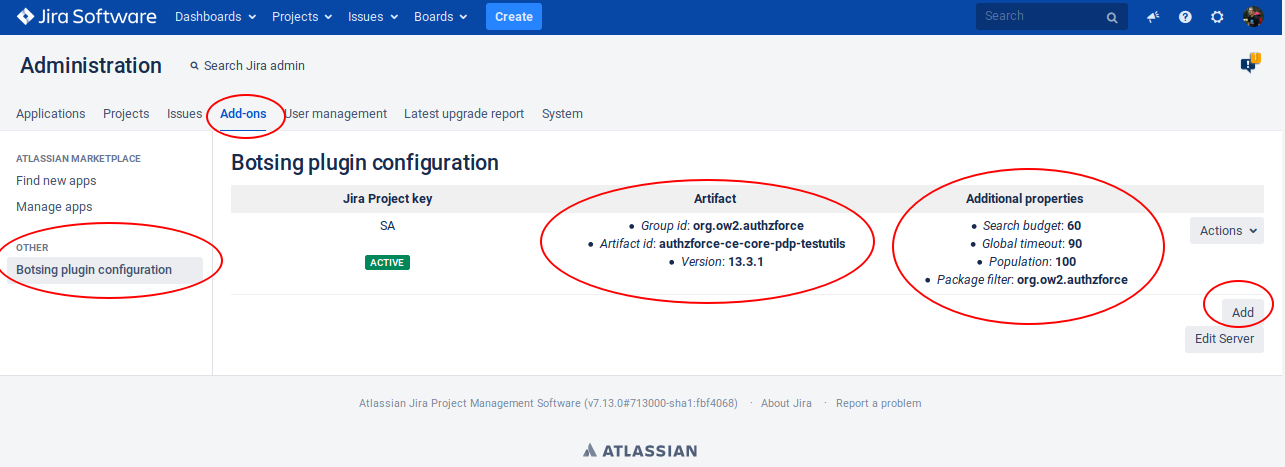 Jira Software Dashboards Projects Issues Boards Create Search
Administration Search Jira admin
Applications Projects Issues Add-ons User management Latest upgrade report System
ATLASSIAN MARKETPLACE
Find new apps
Manage apps
OTHER
Botsing plugin configuration
Botsing plugin configuration
Jira Project key Artifact Additional properties
SA
ACTIVE
• Group id: org.ow2.authzforce
• Artifact id: authzforce-ce-core-pdp-testutils
• Version: 13.3.1
• Search budget: 60
• Global timeout: 90
• Population: 100
• Package filter: org.ow2.authzforce
Actions
Add
Edit Server
Atlassian Jira Project Management Software (v7.13.0#713000-sha1:fbf4068) · About Jira · Report a problem
ATLASSIAN